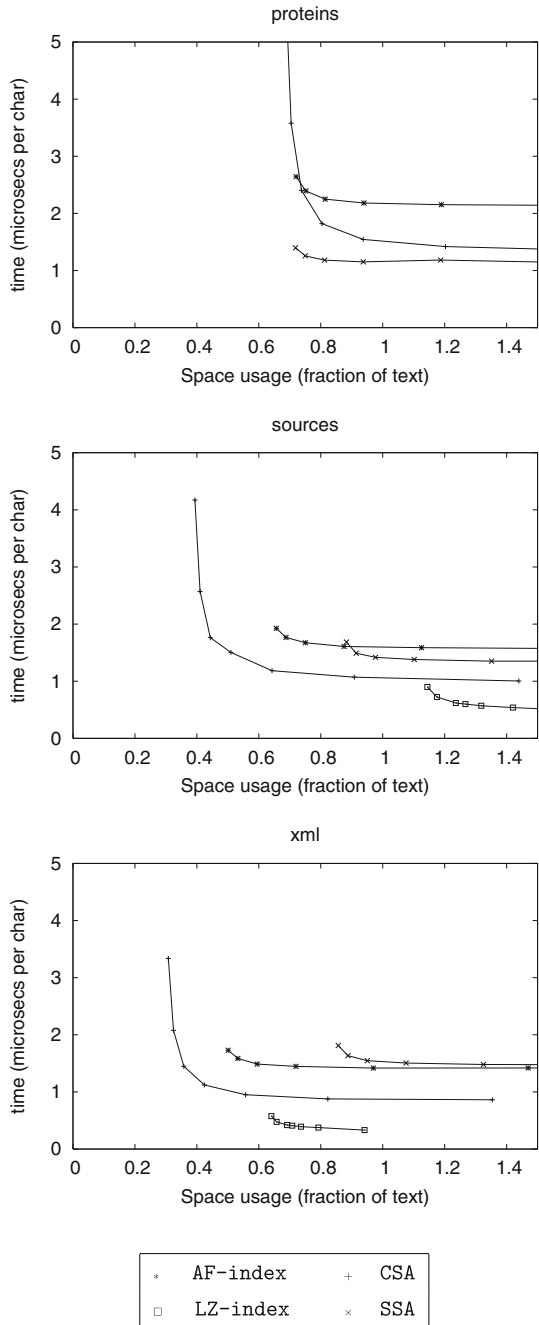 proteins
5
4
3
2
1
0
time (microsecs per char)
0 0.2 0.4 0.6 0.8 1 1.2 1.4
Space usage (fraction of text)
sources
5
4
3
2
1
0
time (microsecs per char)
0 0.2 0.4 0.6 0.8 1 1.2 1.4
Space usage (fraction of text)
xml
5
4
3
2
1
0
time (microsecs per char)
0 0.2 0.4 0.6 0.8 1 1.2 1.4
Space usage (fraction of text)
AF-index CSA
LZ-index SSA